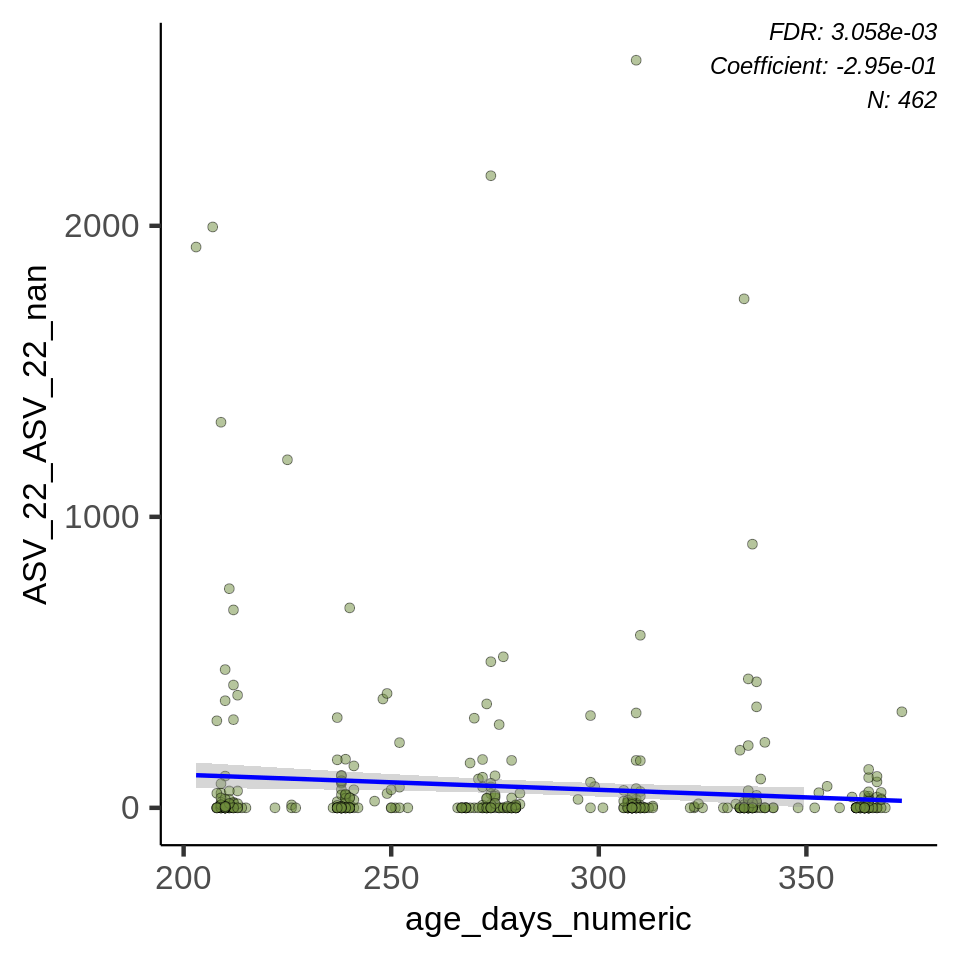 FDR: 3.058e-03
Coefficient: -2.95e-01
N: 462
ASV_22_ASV_22_nan
2000
1000
0
200 250 300 350
age_days_numeric